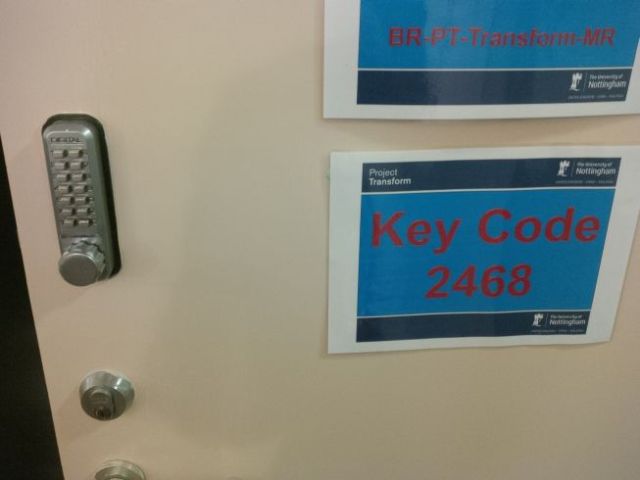 BR-PT-Transform-MR
The University of
Nottingham
DIGITAL
Project
Transform
The University of
Nottingham
Key Code
2468
The University of
Nottingham